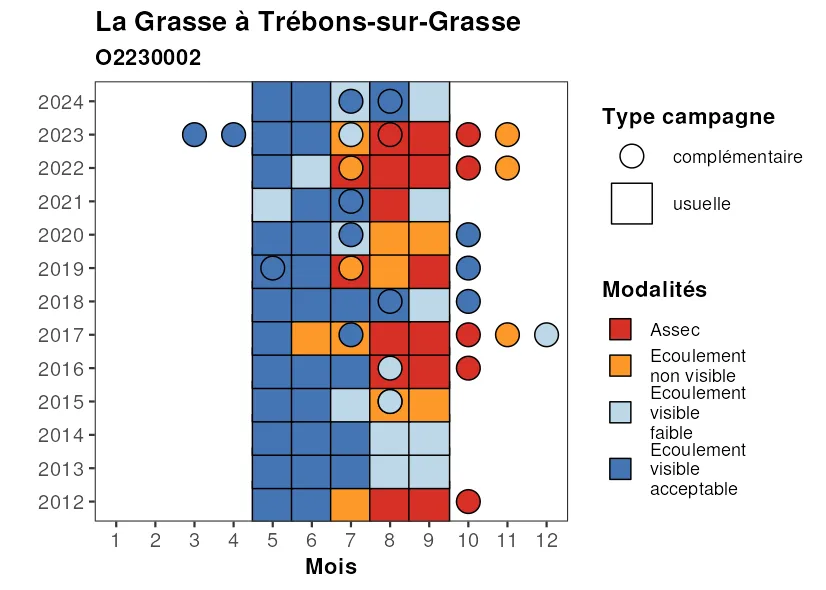 La Grasse à Trébons-sur-Grasse
O2230002
2024
2023
2022
2021
2020
2019
2018
2017
2016
2015
2014
2013
2012
1 2 3 4 5 6 7 8 9 10 11 12
Mois
Type campagne
complémentaire
usuelle
Modalités
Assec
Ecoulement
non visible
Ecoulement
visible
faible
Ecoulement
visible
acceptable